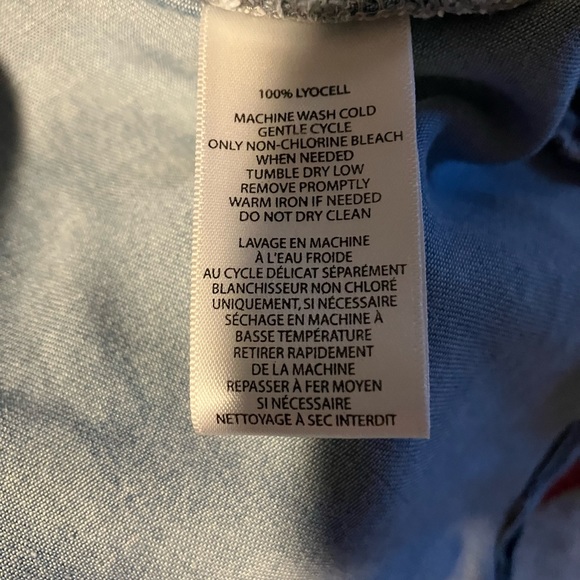 100% LYOCELL
MACHINE WASH COLD
GENTLE CYCLE
ONLY NON-CHLORINE BLEACH
WHEN NEEDED
TUMBLE DRY LOW
REMOVE PROMPTLY
WARM IRON IF NEEDED
DO NOT DRY CLEAN
LAVAGE EN MACHINE
À L'EAU FROIDE
AU CYCLE DÉLICAT SÉPARÉMENT
BLANCHISSEUR NON CHLORÉ
UNIQUEMENT, SI NÉCESSAIRE
SÉCHAGE EN MACHINE À
BASSE TEMPÉRATURE
RETIRER RAPIDEMENT
DE LA MACHINE
REPASSER À FER MOYEN
SI NÉCESSAIRE
NETTOYAGE À SEC INTERDIT